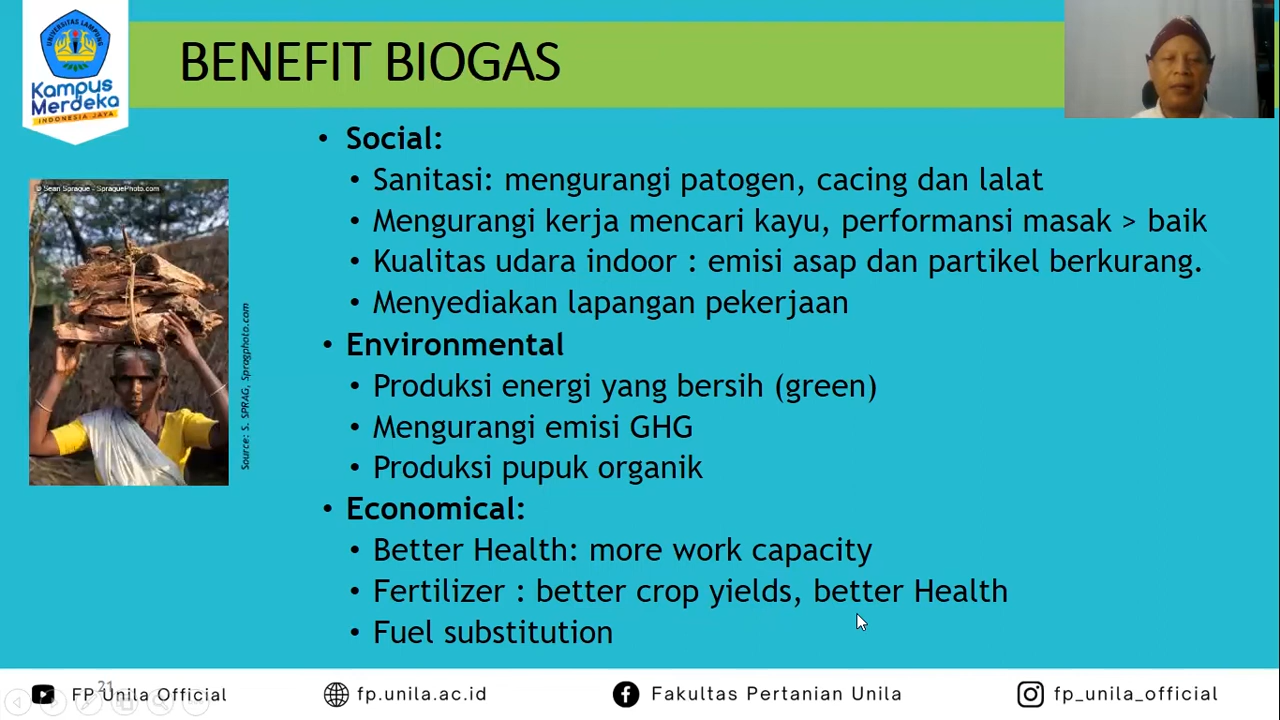 UNIVERSITAS LAMPUNG
Kampus
Merdeka
INDONESIA JAYA
BENEFIT BIOGAS
• Social:
• Sanitasi: mengurangi patogen, cacing dan lalat
• Mengurangi kerja mencari kayu, performansi masak > baik
• Kualitas udara indoor : emisi asap dan partikel berkurang.
• Menyediakan lapangan pekerjaan
• Environmental
• Produksi energi yang bersih (green)
• Mengurangi emisi GHG
• Produksi pupuk organik
• Economical:
• Better Health: more work capacity
• Fertilizer : better crop yields, better Health
• Fuel substitution
© Sean Sprague - SpraguePhoto.com
Source: S. SPRAG, Spragphoto.com
21
FP Unila Official
fp.unila.ac.id
Fakultas Pertanian Unila
fp_unila_official